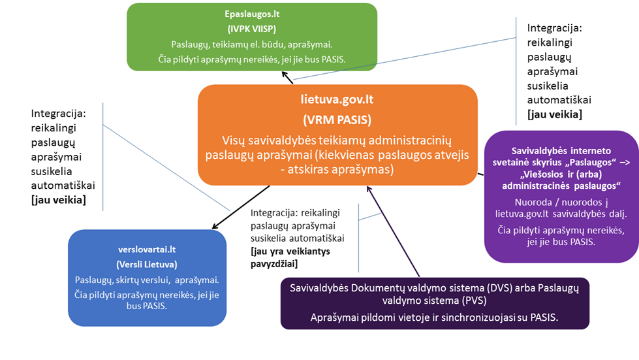 Epaslaugos.lt
(IVPK VIISP)
Paslaugų, teikiamų el. būdu, aprašymai.
Čia pildyti aprašymų nereikės, jei jie bus PASIS.
Integracija:
reikalingi
paslaugų
aprašymai
susikelia
automatiškai
[jau veikia]
lietuva.gov.lt
(VRM PASIS)
Visų savivaldybės teikiamų administracinių
paslaugų aprašymai (kiekvienas paslaugos atvejis
- atskiras aprašymas)
Integracija:
reikalingi
paslaugų
aprašymai
susikelia
automatiškai
[jau veikia]
Savivaldybės interneto
svetainė skyrius „Paslaugos“ –>
„Viešosios ir (arba)
administracinės paslaugos“
Nuoroda / nuorodos į
lietuva.gov.lt savivaldybės dalį.
Čia pildyti aprašymų nereikės,
jei jie bus PASIS.
Integracija: reikalingi
paslaugų aprašymai
susikelia automatiškai
[jau yra veikiantys
pavyzdžiai]
verslovartai.lt
(Versli Lietuva)
Paslaugų, skirtų verslui, aprašymai.
Čia pildyti aprašymų nereikės, jei jie
bus PASIS.
Savivaldybės Dokumentų valdymo sistema (DVS) arba Paslaugų
valdymo sistema (PVS)
Aprašymai pildomi vietoje ir sinchronizuojasi su PASIS.